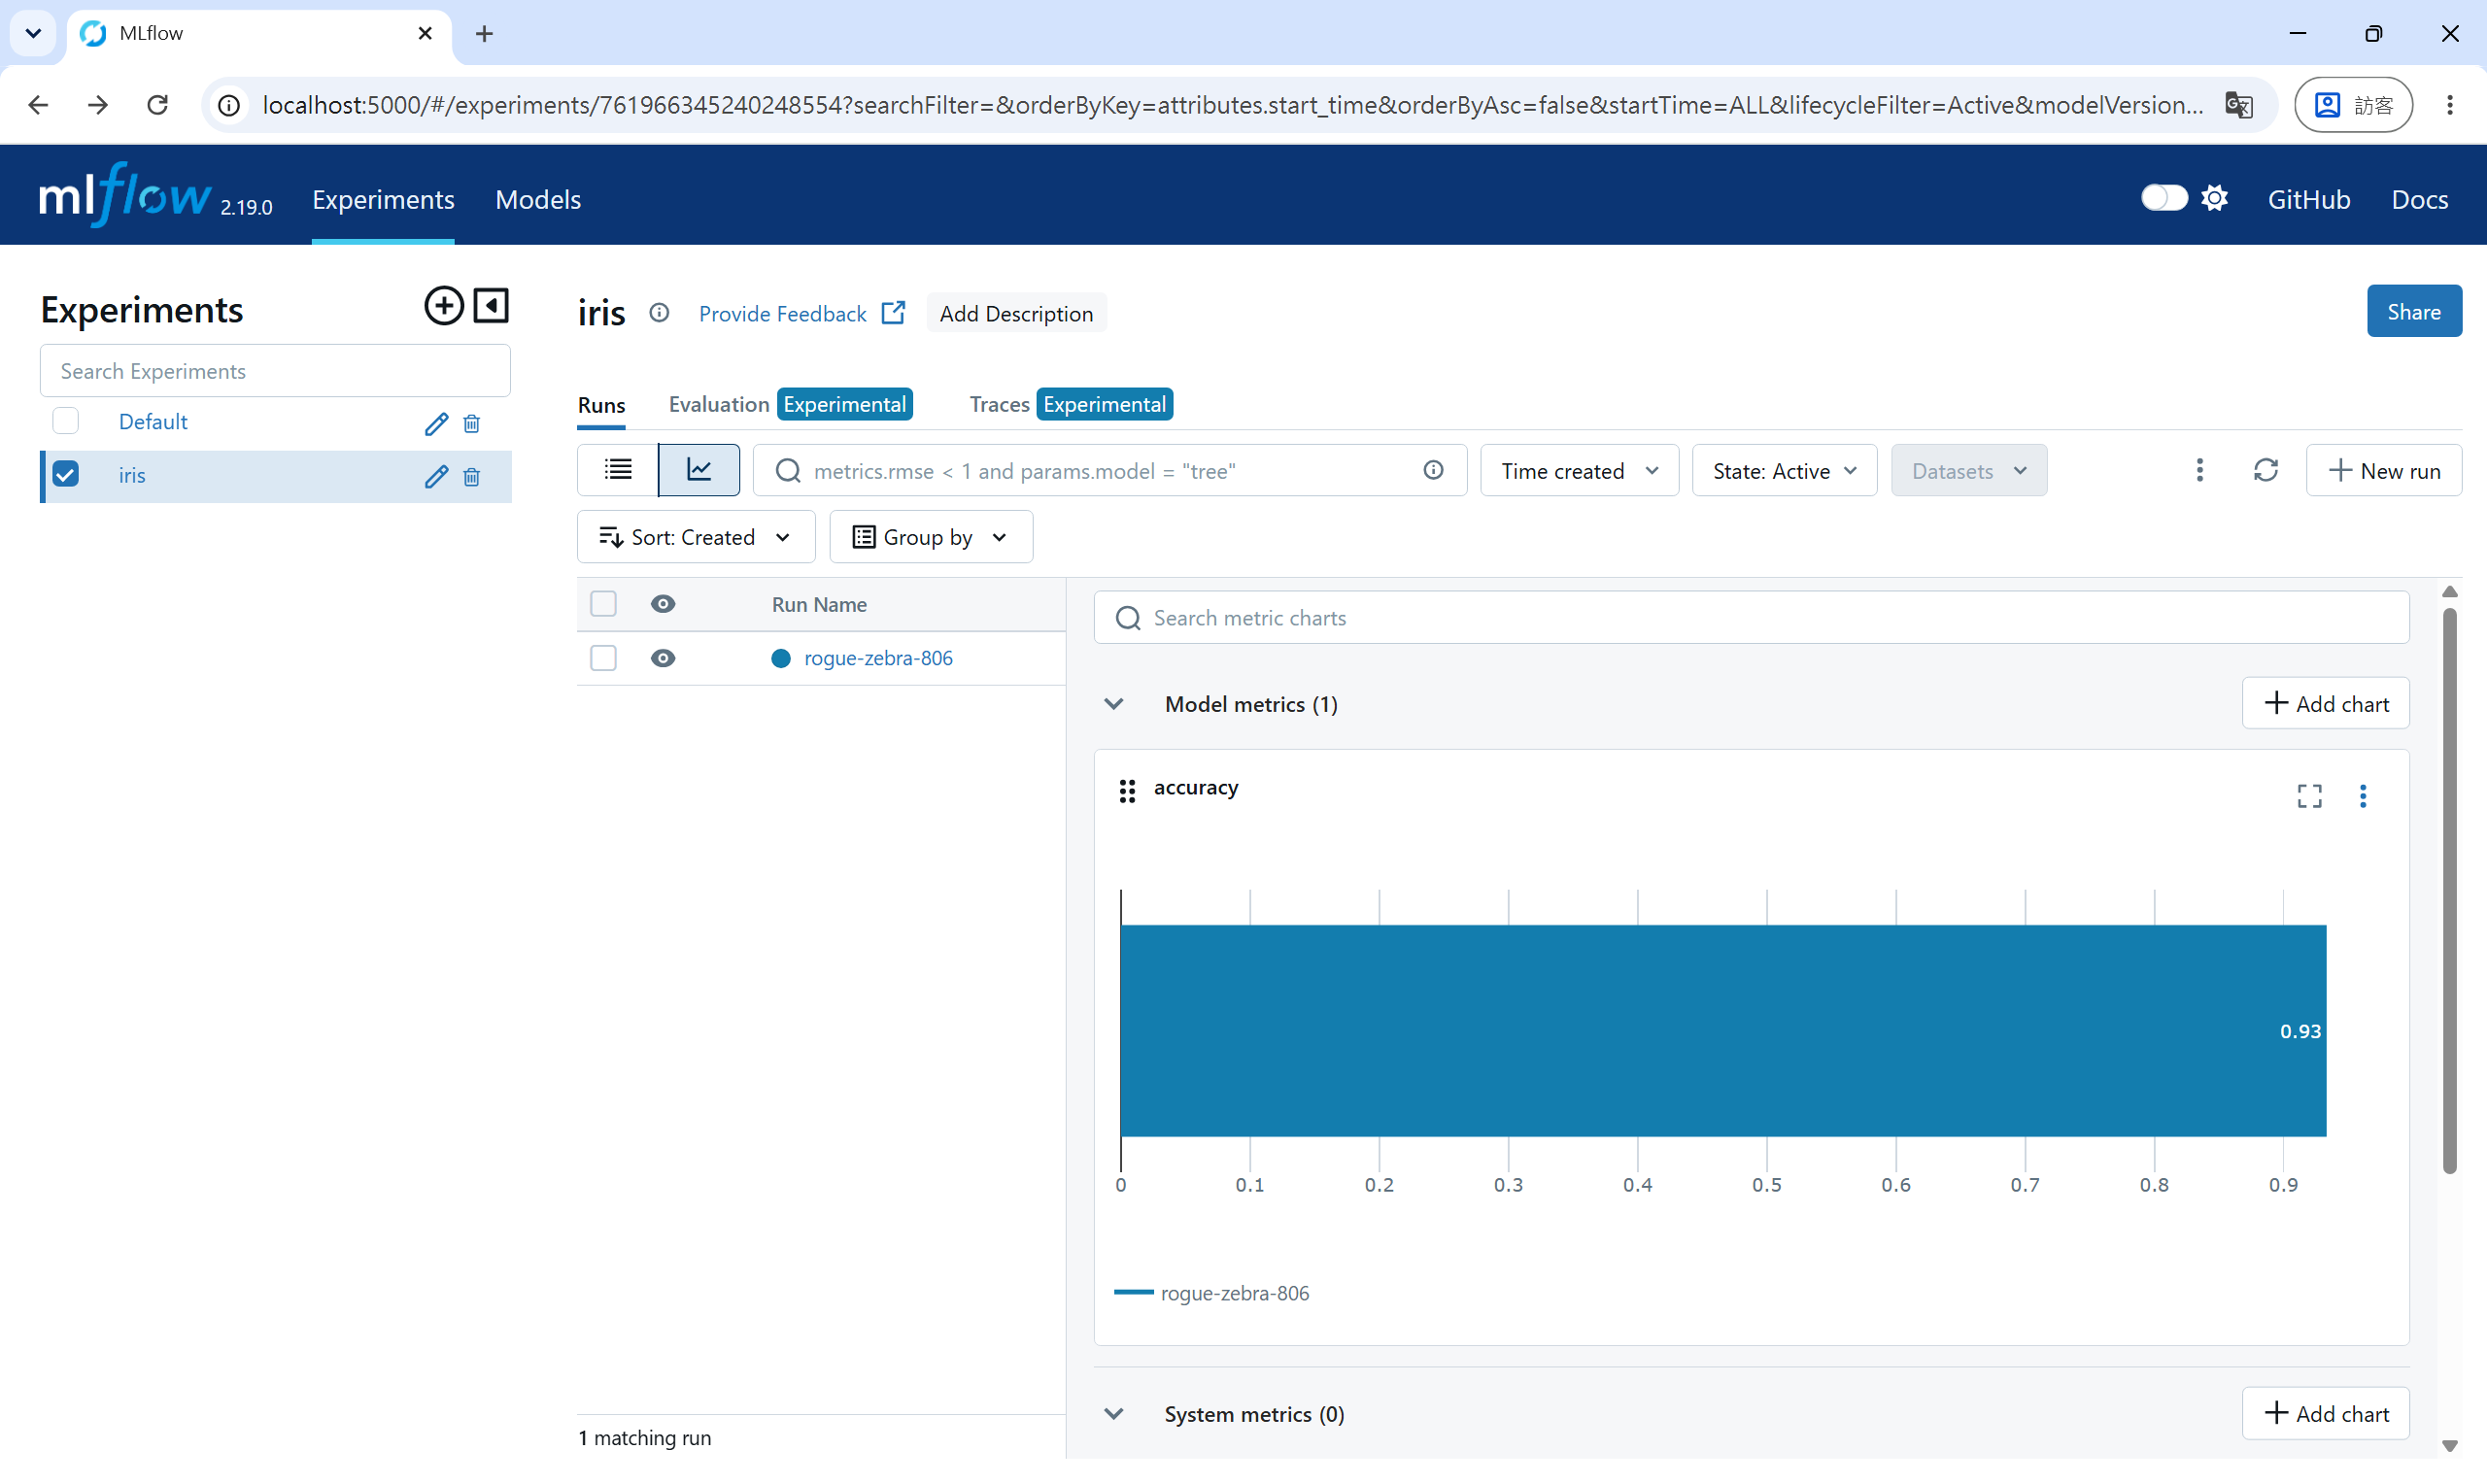 MLflow
localhost:5000/#/experiments/761966345240248554?searchFilter=&orderByKey=attributes.start_time&orderByAsc=false&startTime=ALL&lifecycleFilter=Active&modelVersion...
訪客
mlflow 2.19.0
Experiments
Models
GitHub
Docs
Experiments
Search Experiments
Default
iris
iris
Provide Feedback
Add Description
Share
Runs
Evaluation Experimental
Traces Experimental
metrics.rmse < 1 and params.model = "tree"
Time created
State: Active
Datasets
New run
Sort: Created
Group by
Run Name
rogue-zebra-806
1 matching run
Search metric charts
Model metrics (1)
Add chart
accuracy
0.93
0 0.1 0.2 0.3 0.4 0.5 0.6 0.7 0.8 0.9
rogue-zebra-806
System metrics (0)
Add chart